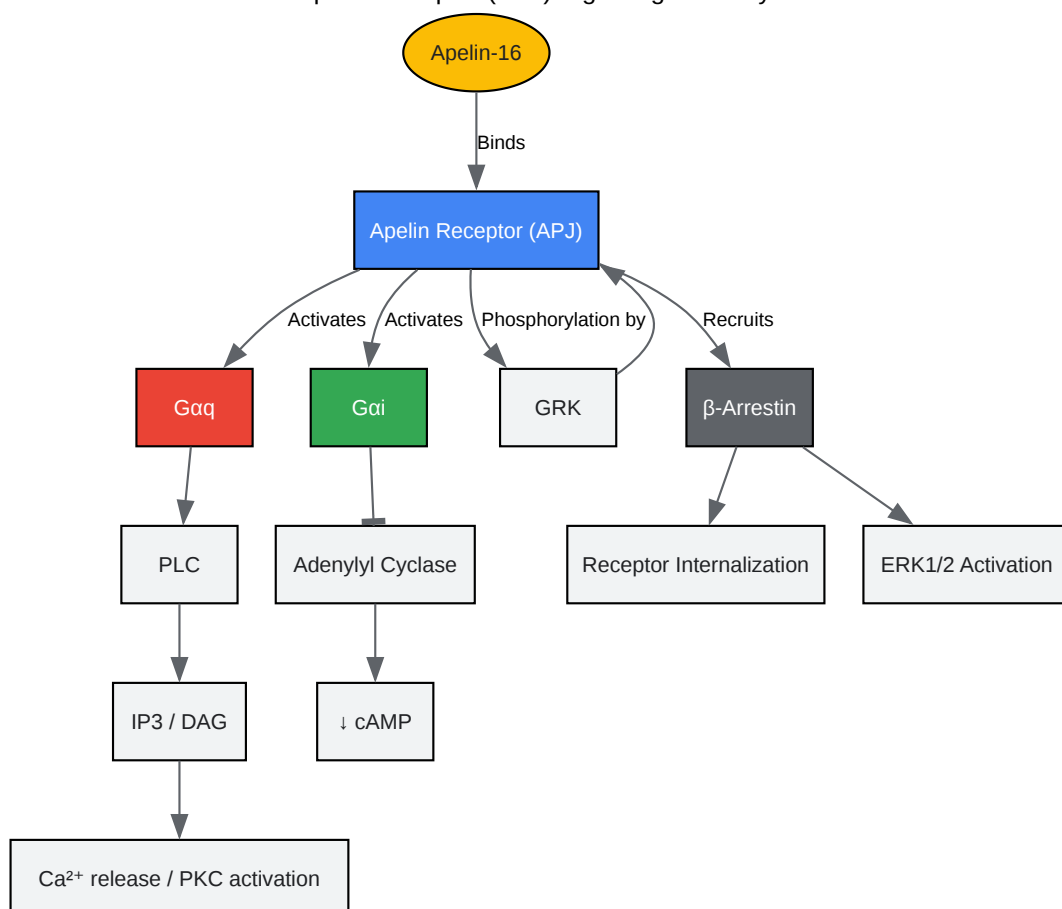 Apelin-16
Binds
Apelin Receptor (APJ)
Activates
Activates
Phosphorylation by
Recruits
Gαq
Gαi
GRK
β-Arrestin
PLC
Adenylyl Cyclase
Receptor Internalization
ERK1/2 Activation
IP3 / DAG
↓ cAMP
Ca²⁺ release / PKC activation